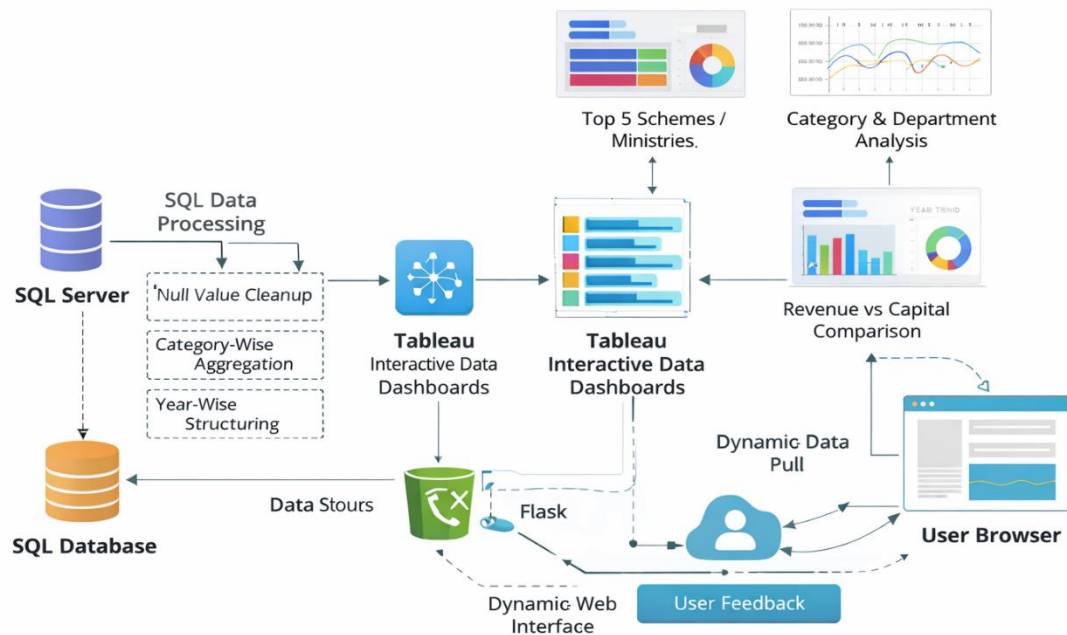 Top 5 Schemes /
Ministries.
Category & Department
Analysis
SQL Data
Processing
SQL Server
'Null Value Cleanup
Category-Wise
Aggregation
Year-Wise
Structuring
Tableau
Interactive Data
Dashboards
Tableau
Interactive Data
Dashboards
YEAR
Revenue vs Capital
Comparison
Dynamic Data
Pull
Data Stours
Flask
SQL Database
User Browser
Dynamic Web
Interface
User Feedback